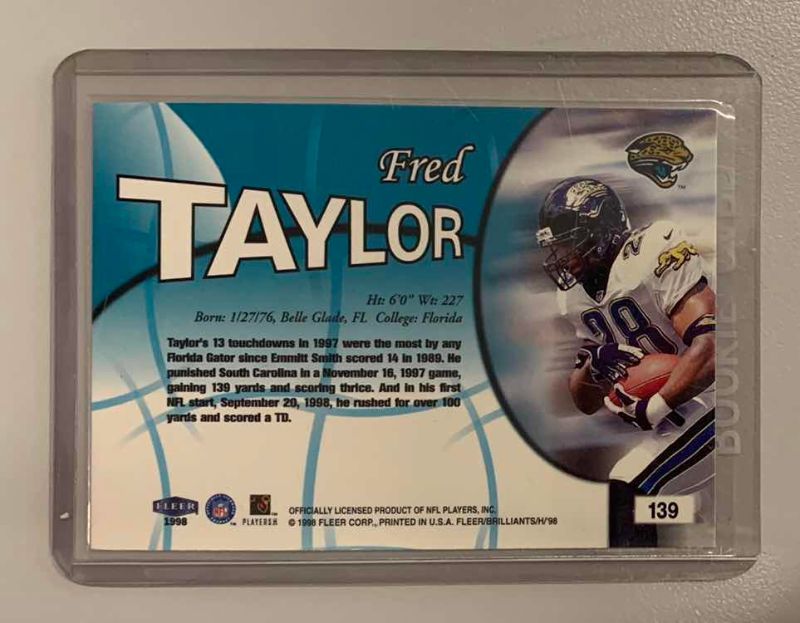 Fred
TAYLOR
Ht: 6'0" Wt: 227
Born: 1/27/76, Belle Glade, FL College: Florida
Taylor's 13 touchdowns in 1997 were the most by any
Florida Gator since Emmitt Smith scored 14 in 1989. He
punished South Carolina in a November 16, 1997 game,
gaining 139 yards and scoring thrice. And in his first
NFL start, September 20, 1998, he rushed for over 100
yards and scored a TD.
28
28
FLEER
1998
NFL
PLAYERS
OFFICIALLY LICENSED PRODUCT OF NFL PLAYERS, INC.
© 1998 FLEER CORP., PRINTED IN U.S.A. FLEER/BRILLIANTS/H/'98
139
TM